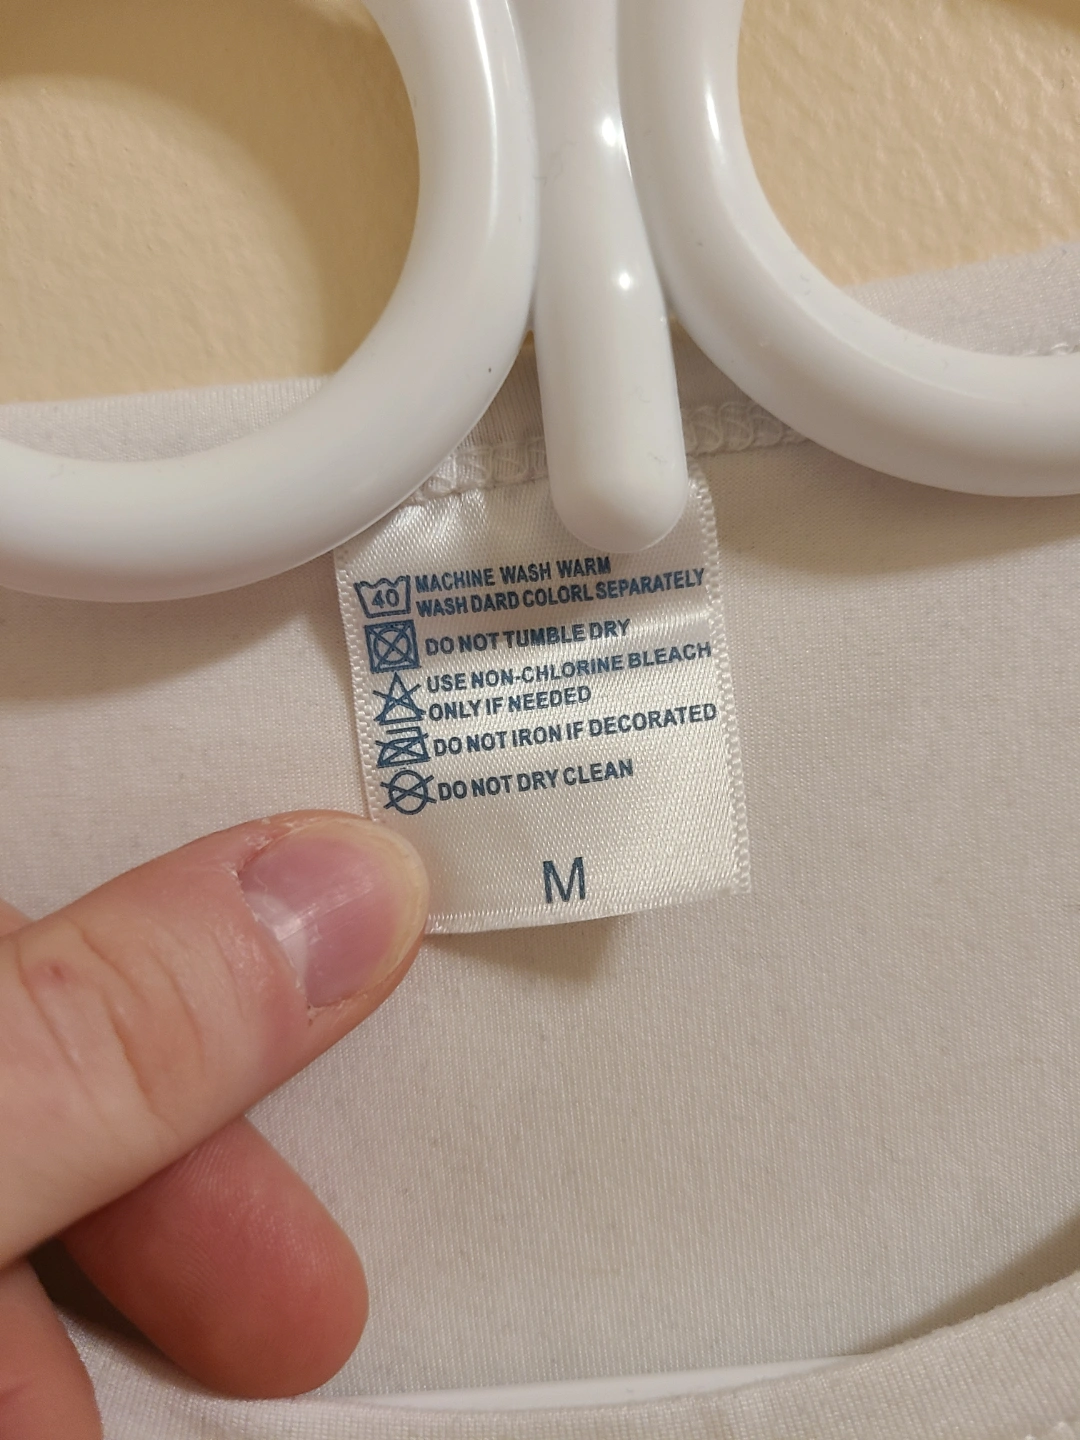 40 MACHINE WASH WARM
WASH DARD COLORL SEPARATELY
DO NOT TUMBLE DRY
USE NON-CHLORINE BLEACH
ONLY IF NEEDED
DO NOT IRON IF DECORATED
DO NOT DRY CLEAN
M